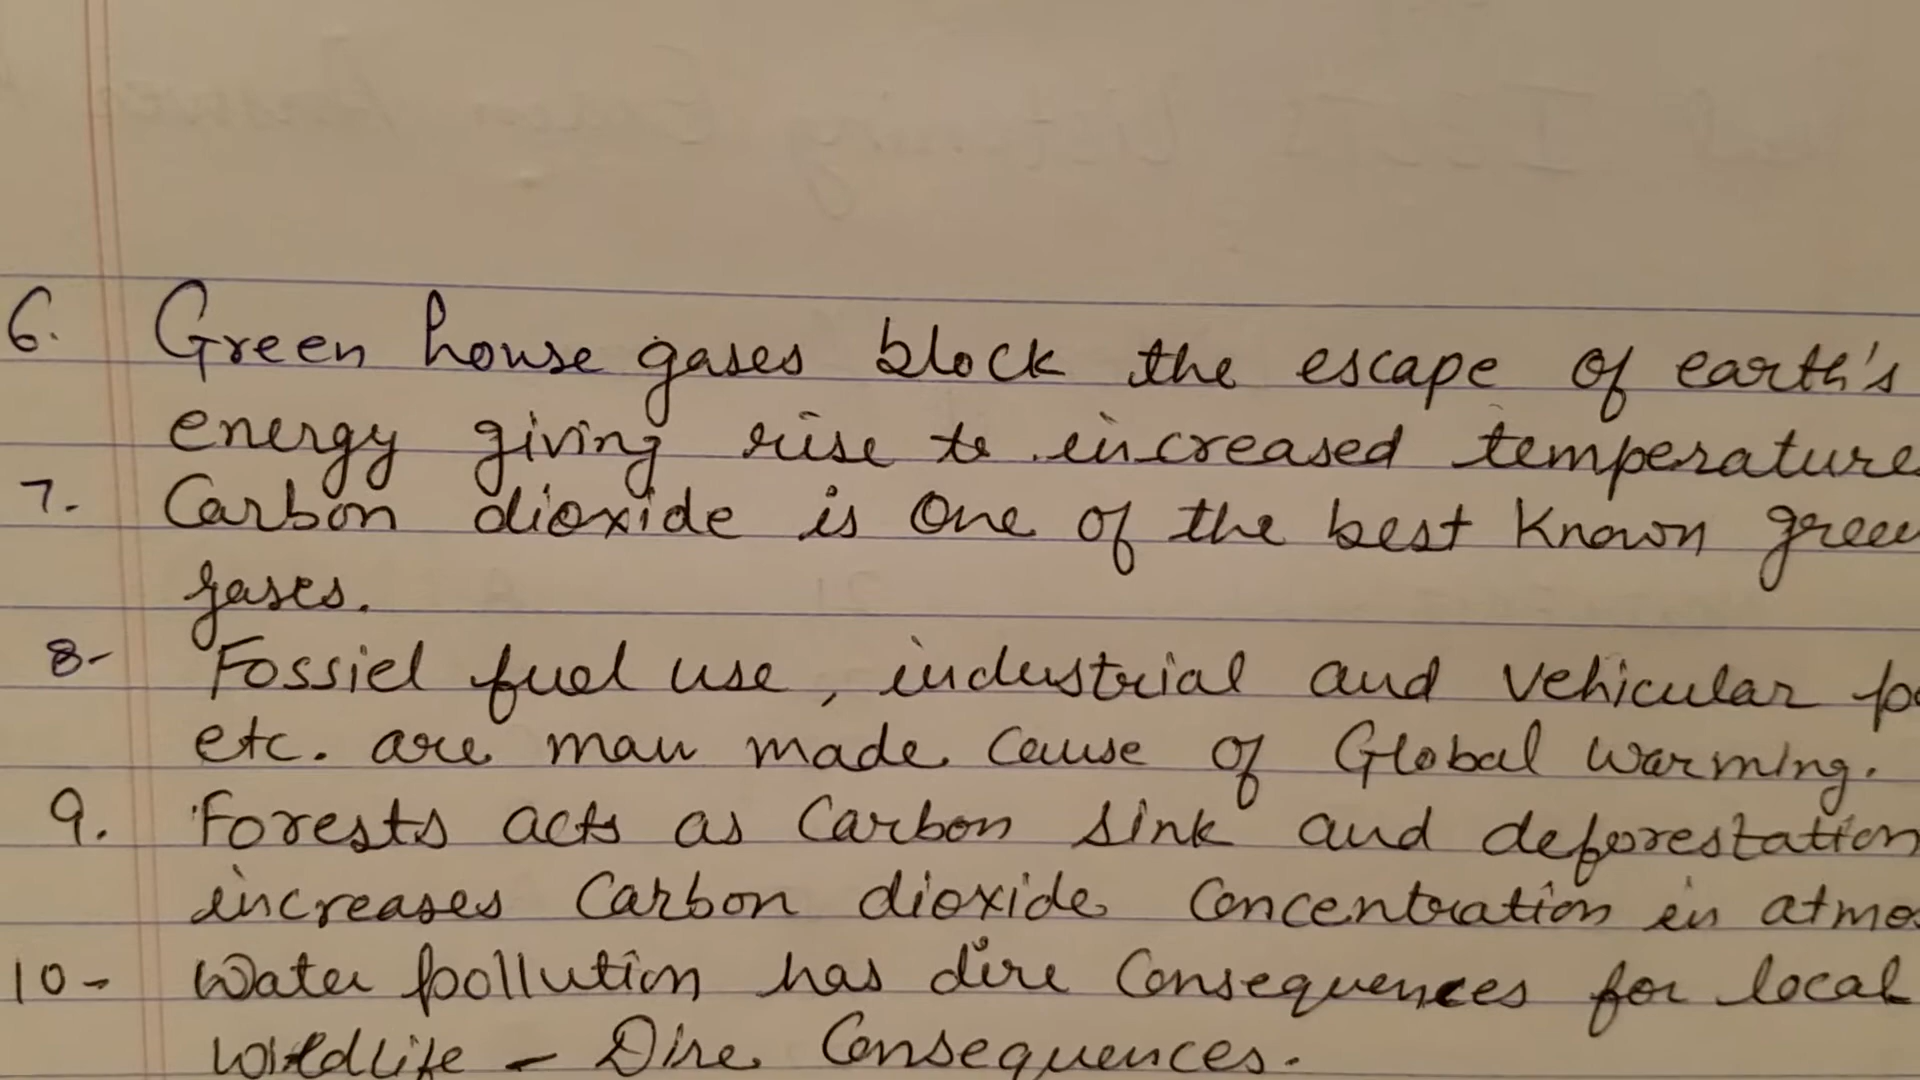 6. Green house gases block the escape of earth's
energy giving rise to increased temperature
7. Carbon dioxide is one of the best known green
gases.
8- Fossiel fuel use, industrial and vehicular po
etc. are man made cause of Global warming.
9. Forests acts as Carbon sink and deforestation
increases Carbon dioxide Concentration in atmos
10- Water pollution has dire Consequences for local
wildlife - Dire Consequences.